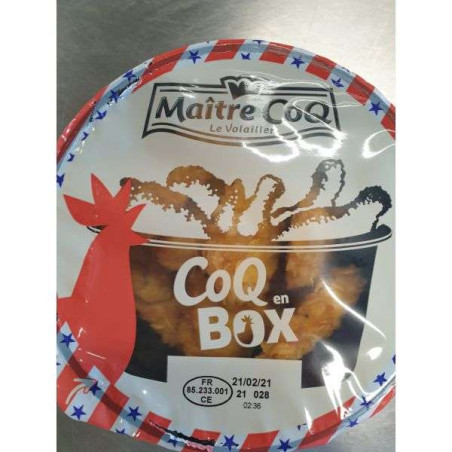 Maître CoQ
Le Volailler
CoQ en
BOX
FR
85.233.001
CE
21/02/21
21 028
02:36